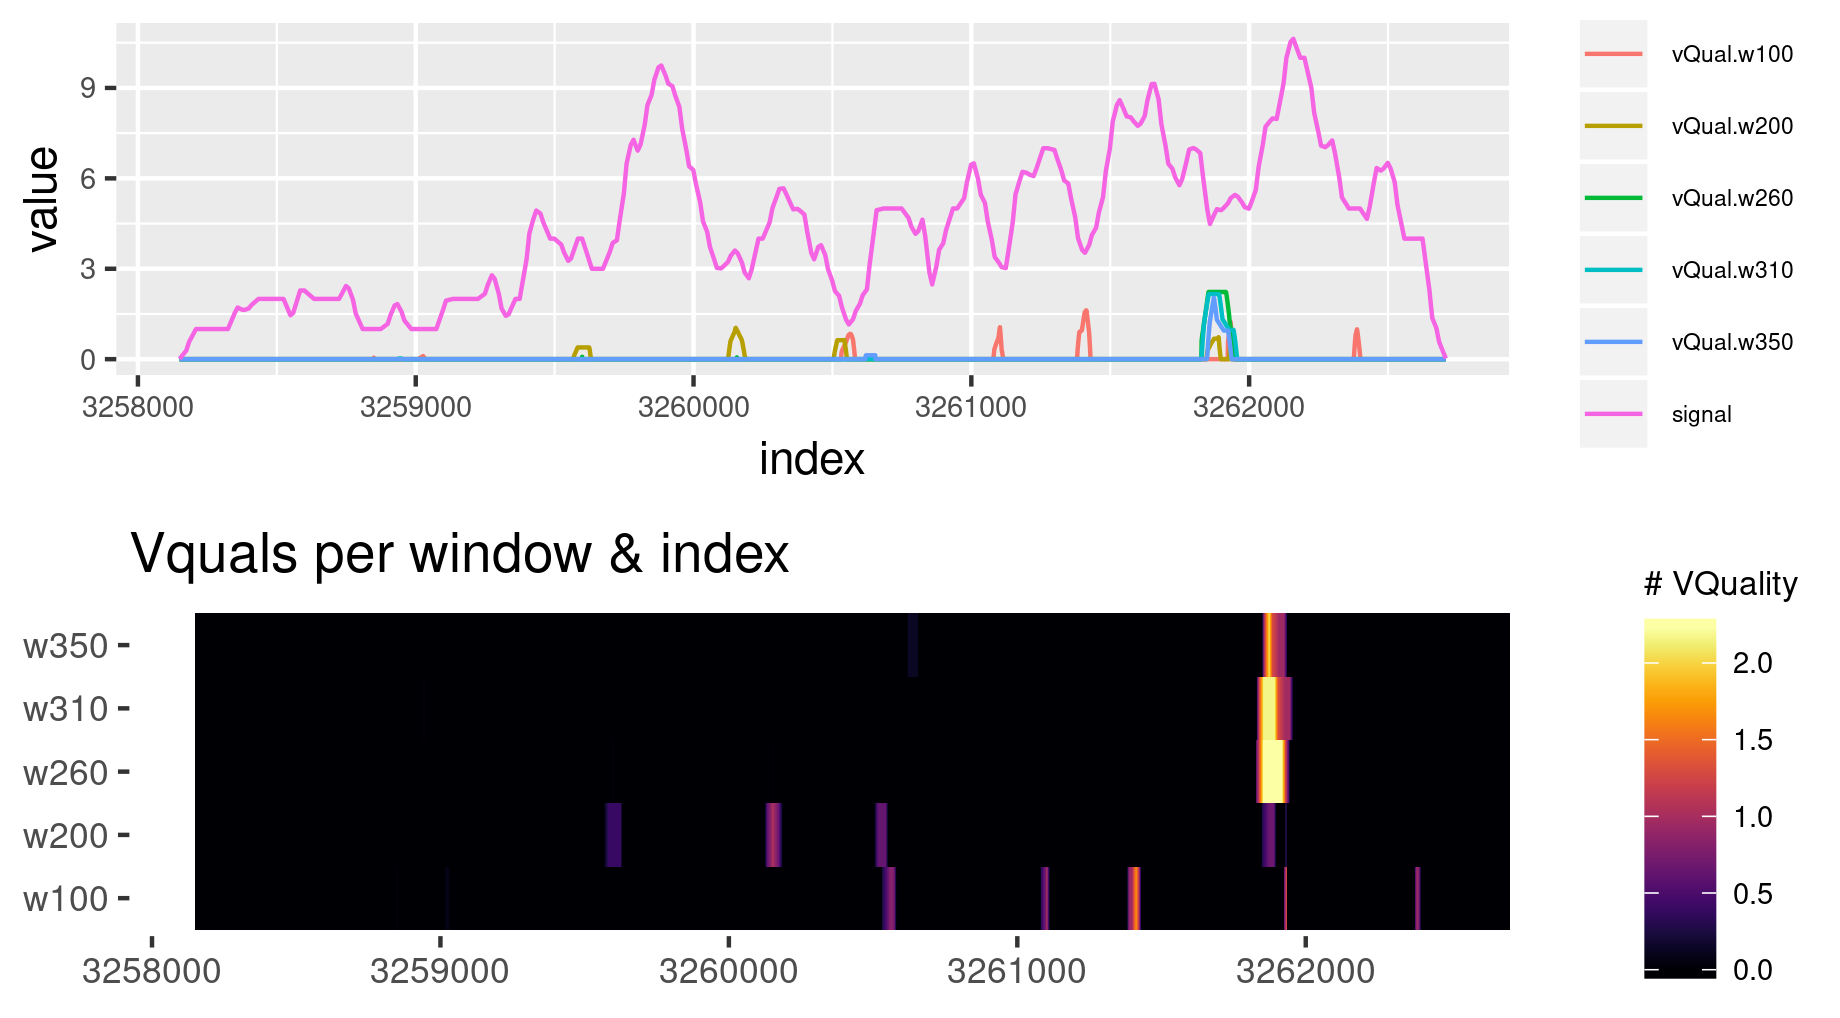 value
9
6
3
0
3258000 3259000 3260000 3261000 3262000
index
vQual.w100
vQual.w200
vQual.w260
vQual.w310
vQual.w350
signal
Vquals per window & index
w350
w310
w260
w200
w100
3258000 3259000 3260000 3261000 3262000
# VQuality
2.0
1.5
1.0
0.5
0.0